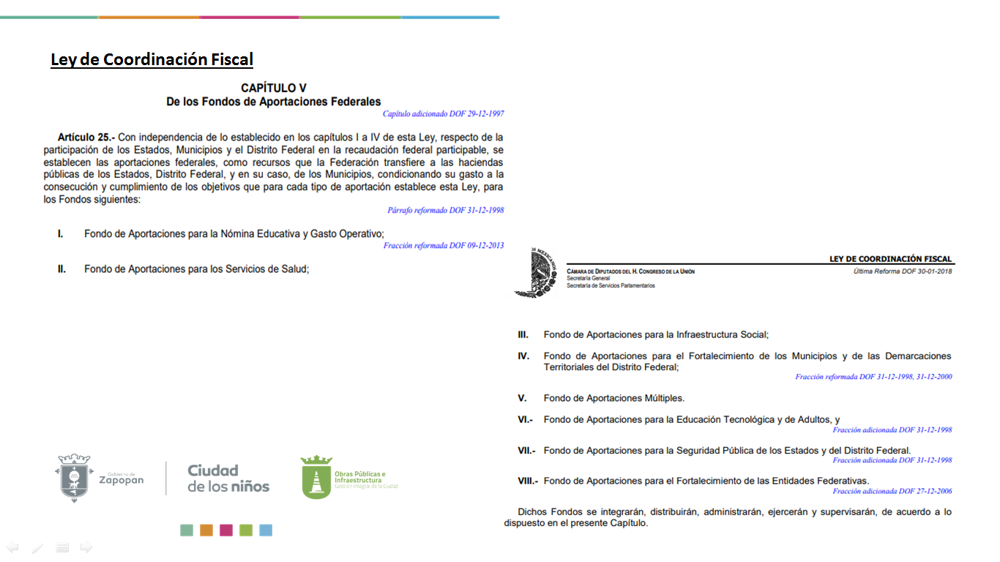 Ley de Coordinación Fiscal
CAPÍTULO V
De los Fondos de Aportaciones Federales
Capítulo adicionado DOF 29-12-1997
Artículo 25.- Con independencia de lo establecido en los capítulos I a IV de esta Ley, respecto de la
participación de los Estados, Municipios y el Distrito Federal en la recaudación federal participable, se
establecen las aportaciones federales, como recursos que la Federación transfiere a las haciendas
públicas de los Estados, Distrito Federal, y en su caso, de los Municipios, condicionando su gasto a la
consecución y cumplimiento de los objetivos que para cada tipo de aportación establece esta Ley, para
los Fondos siguientes:
Párrafo reformado DOF 31-12-1998
I. Fondo de Aportaciones para la Nómina Educativa y Gasto Operativo;
Fracción reformada DOF 09-12-2013
II. Fondo de Aportaciones para los Servicios de Salud;
Gobierno de
Zapopan
Ciudad
de los niños
Obras Públicas e
Infraestructura
Gestión Integral de la Ciudad
OS MEXICANOS
LEY DE COORDINACIÓN FISCAL
CÁMARA DE DIPUTADOS DEL H. CONGRESO DE LA UNIÓN
Última Reforma DOF 30-01-2018
Secretaría General
Secretaría de Servicios Parlamentarios
III. Fondo de Aportaciones para la Infraestructura Social;
IV. Fondo de Aportaciones para el Fortalecimiento de los Municipios y de las Demarcaciones
Territoriales del Distrito Federal;
Fracción reformada DOF 31-12-1998, 31-12-2000
V. Fondo de Aportaciones Múltiples.
VI.- Fondo de Aportaciones para la Educación Tecnológica y de Adultos, y
Fracción adicionada DOF 31-12-1998
VII.- Fondo de Aportaciones para la Seguridad Pública de los Estados y del Distrito Federal.
Fracción adicionada DOF 31-12-1998
VIII.- Fondo de Aportaciones para el Fortalecimiento de las Entidades Federativas.
Fracción adicionada DOF 27-12-2006
Dichos Fondos se integrarán, distribuirán, administrarán, ejercerán y supervisarán, de acuerdo a lo
dispuesto en el presente Capítulo.